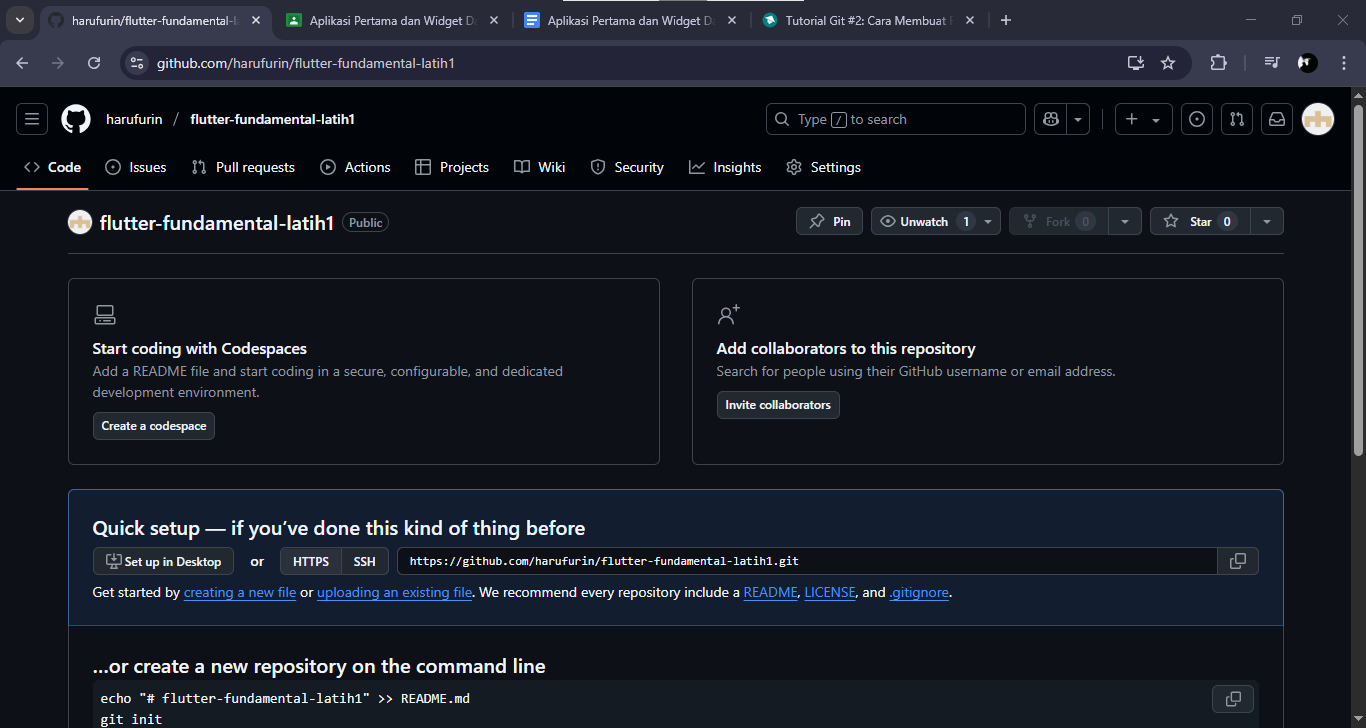 harufurin/flutter-fundamental-l
Aplikasi Pertama dan Widget D
Aplikasi Pertama dan Widget D
Tutorial Git #2: Cara Membuat
github.com/harufurin/flutter-fundamental-latih1
harufurin / flutter-fundamental-latih1
Type / to search
Code
Issues
Pull requests
Actions
Projects
Wiki
Security
Insights
Settings
flutter-fundamental-latih1
Public
Pin
Unwatch 1
Fork 0
Star 0
Start coding with Codespaces
Add a README file and start coding in a secure, configurable, and dedicated
development environment.
Create a codespace
Add collaborators to this repository
Search for people using their GitHub username or email address.
Invite collaborators
Quick setup — if you’ve done this kind of thing before
Set up in Desktop
or
HTTPS
SSH
https://github.com/harufurin/flutter-fundamental-latih1.git
Get started by creating a new file or uploading an existing file. We recommend every repository include a README, LICENSE, and .gitignore.
…or create a new repository on the command line
echo "# flutter-fundamental-latih1" >> README.md
git init